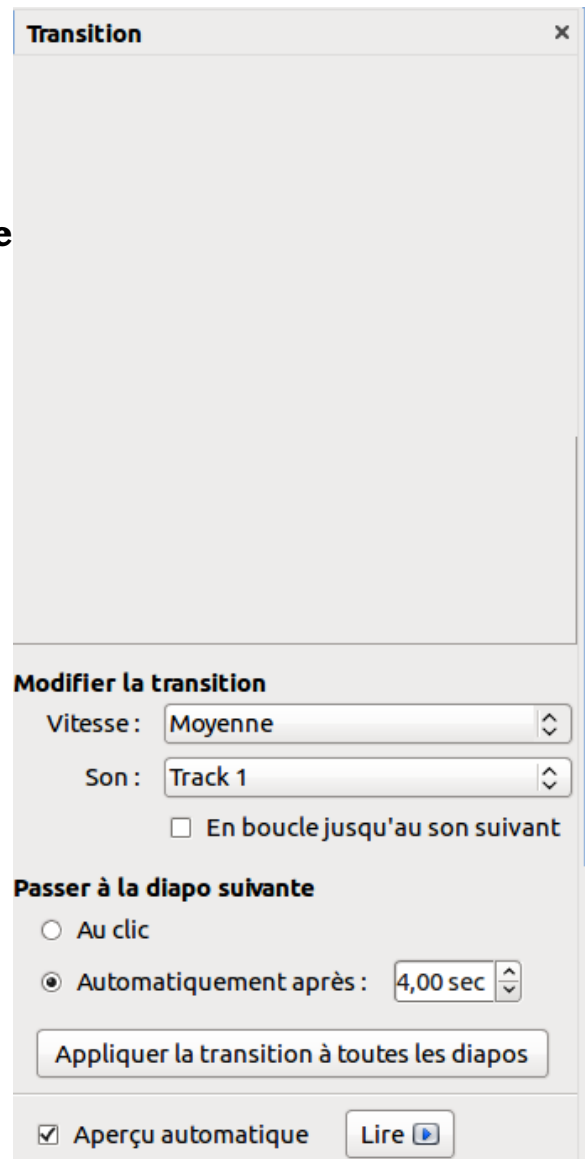 Transition ×
e
Modifier la transition
Vitesse : Moyenne
Son : Track 1
En boucle jusqu'au son suivant
Passer à la diapo suivante
Au clic
Automatiquement après : 4,00 sec
Appliquer la transition à toutes les diapos
Aperçu automatique Lire